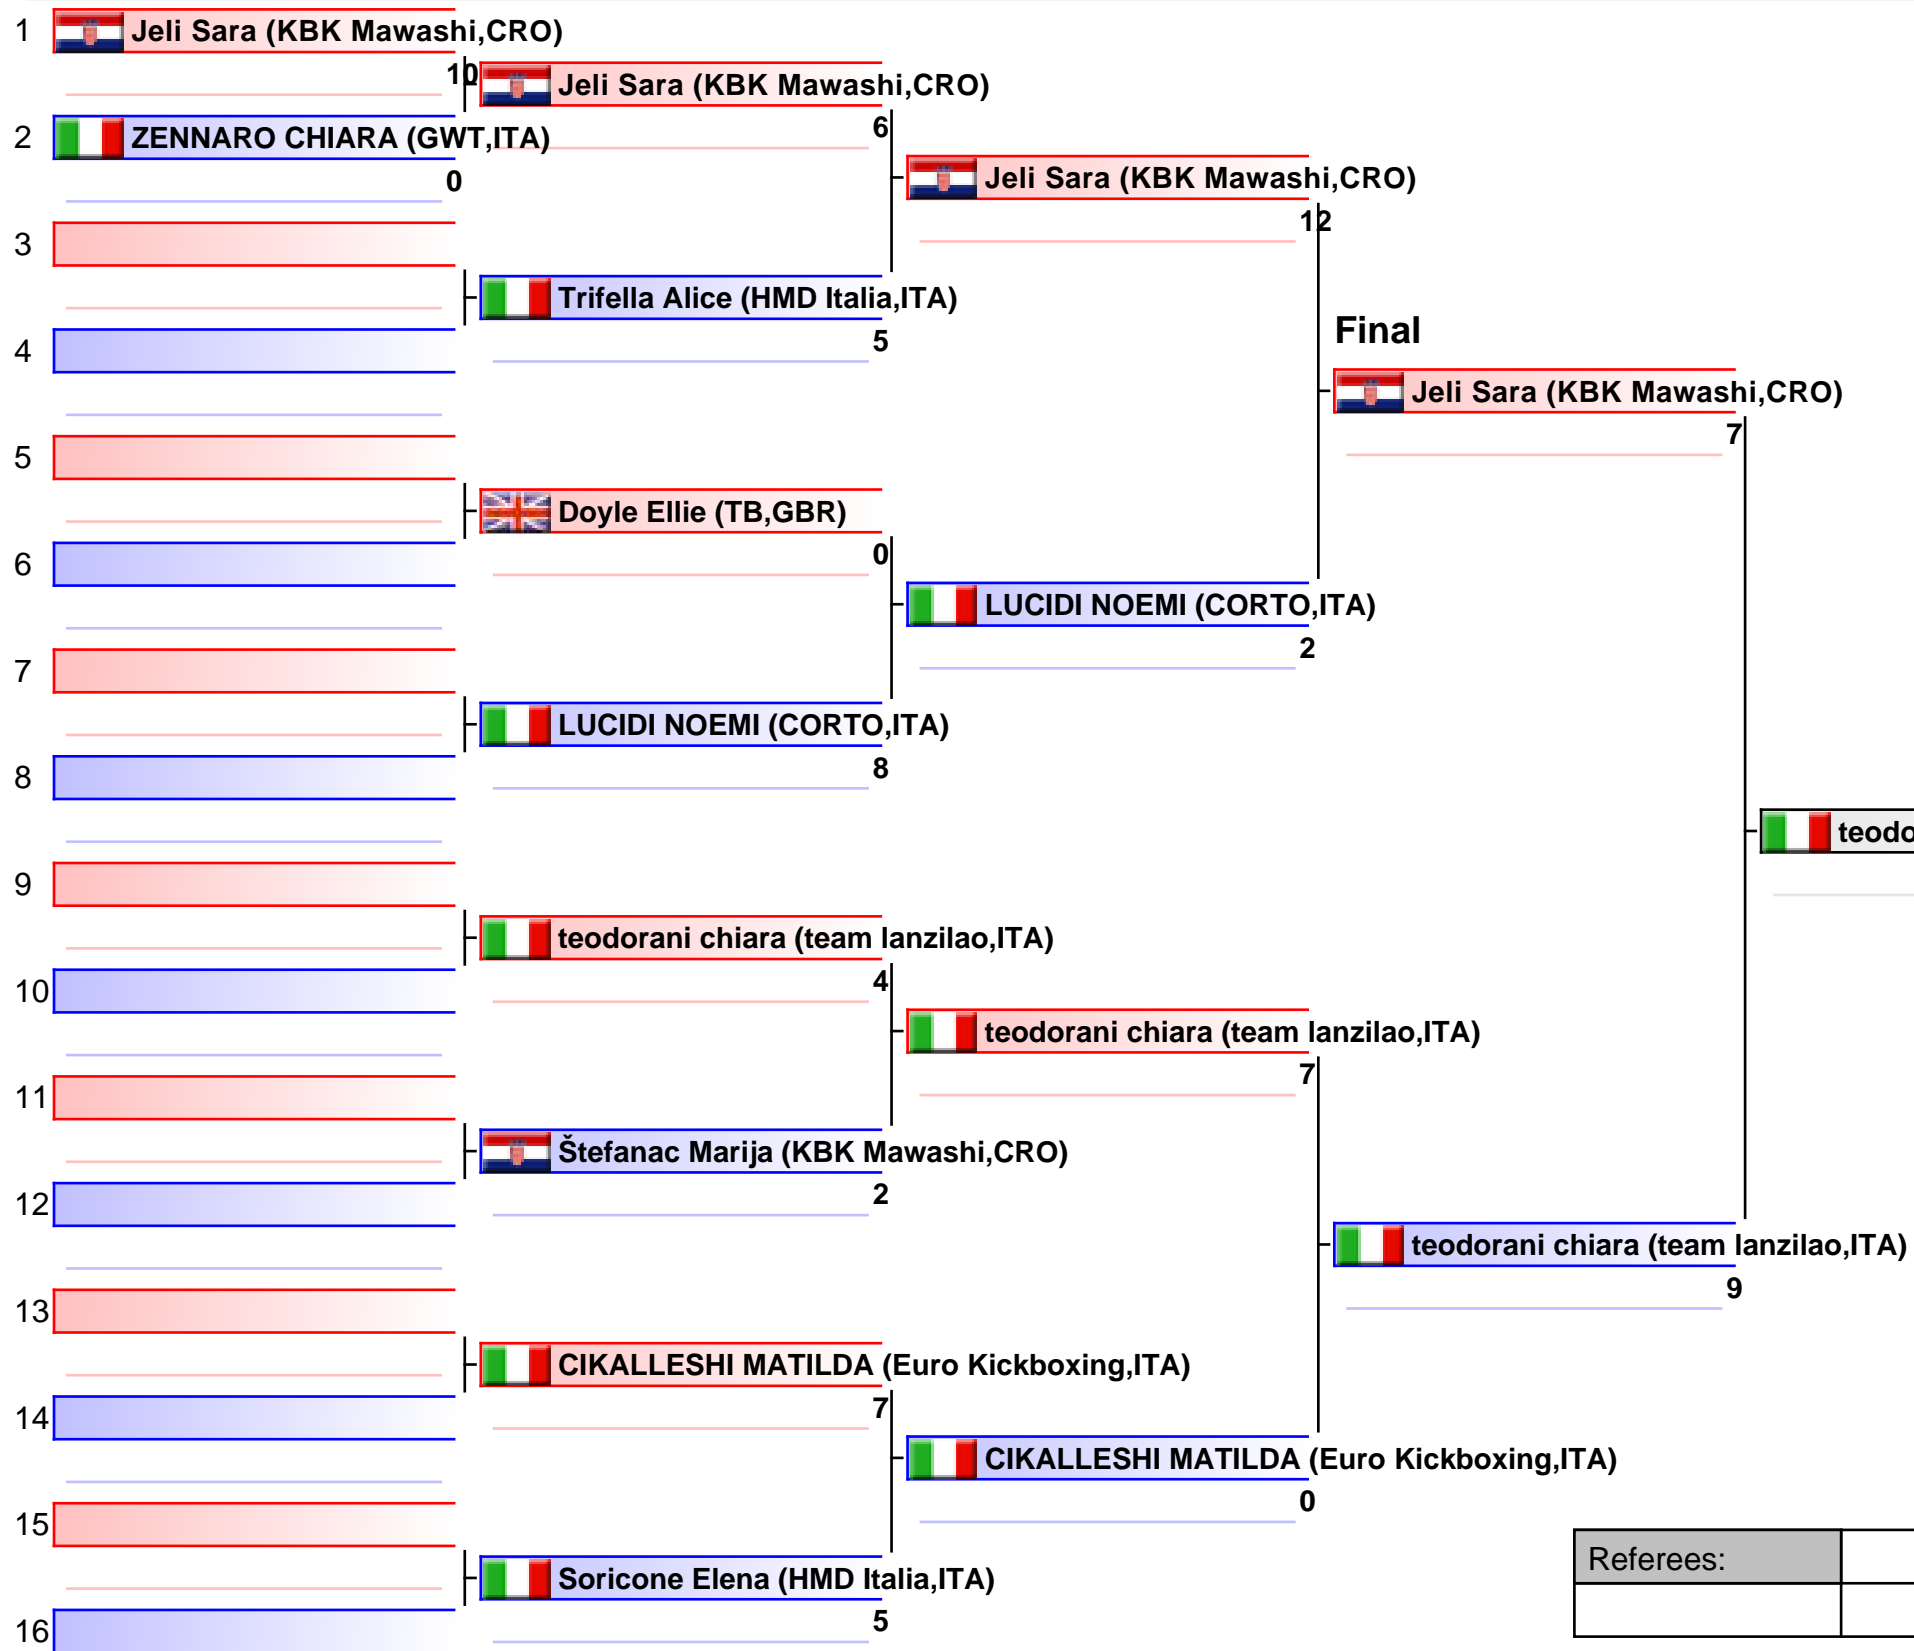 1 Jeli Sara (KBK Mawashi,CRO)
10
Jeli Sara (KBK Mawashi,CRO)
6
2 ZENNARO CHIARA (GWT,ITA)
0
Jeli Sara (KBK Mawashi,CRO)
12
3
Trifella Alice (HMD Italia,ITA)
5
4
Final
Jeli Sara (KBK Mawashi,CRO)
7
5
Doyle Ellie (TB,GBR)
0
6
LUCIDI NOEMI (CORTO,ITA)
2
7
LUCIDI NOEMI (CORTO,ITA)
8
8
teodo
9
teodorani chiara (team lanzilao,ITA)
4
10
teodorani chiara (team lanzilao,ITA)
7
11
Štefanac Marija (KBK Mawashi,CRO)
2
12
teodorani chiara (team lanzilao,ITA)
9
13
CIKALLESHI MATILDA (Euro Kickboxing,ITA)
7
14
CIKALLESHI MATILDA (Euro Kickboxing,ITA)
0
15
Soricone Elena (HMD Italia,ITA)
5
16
Referees: